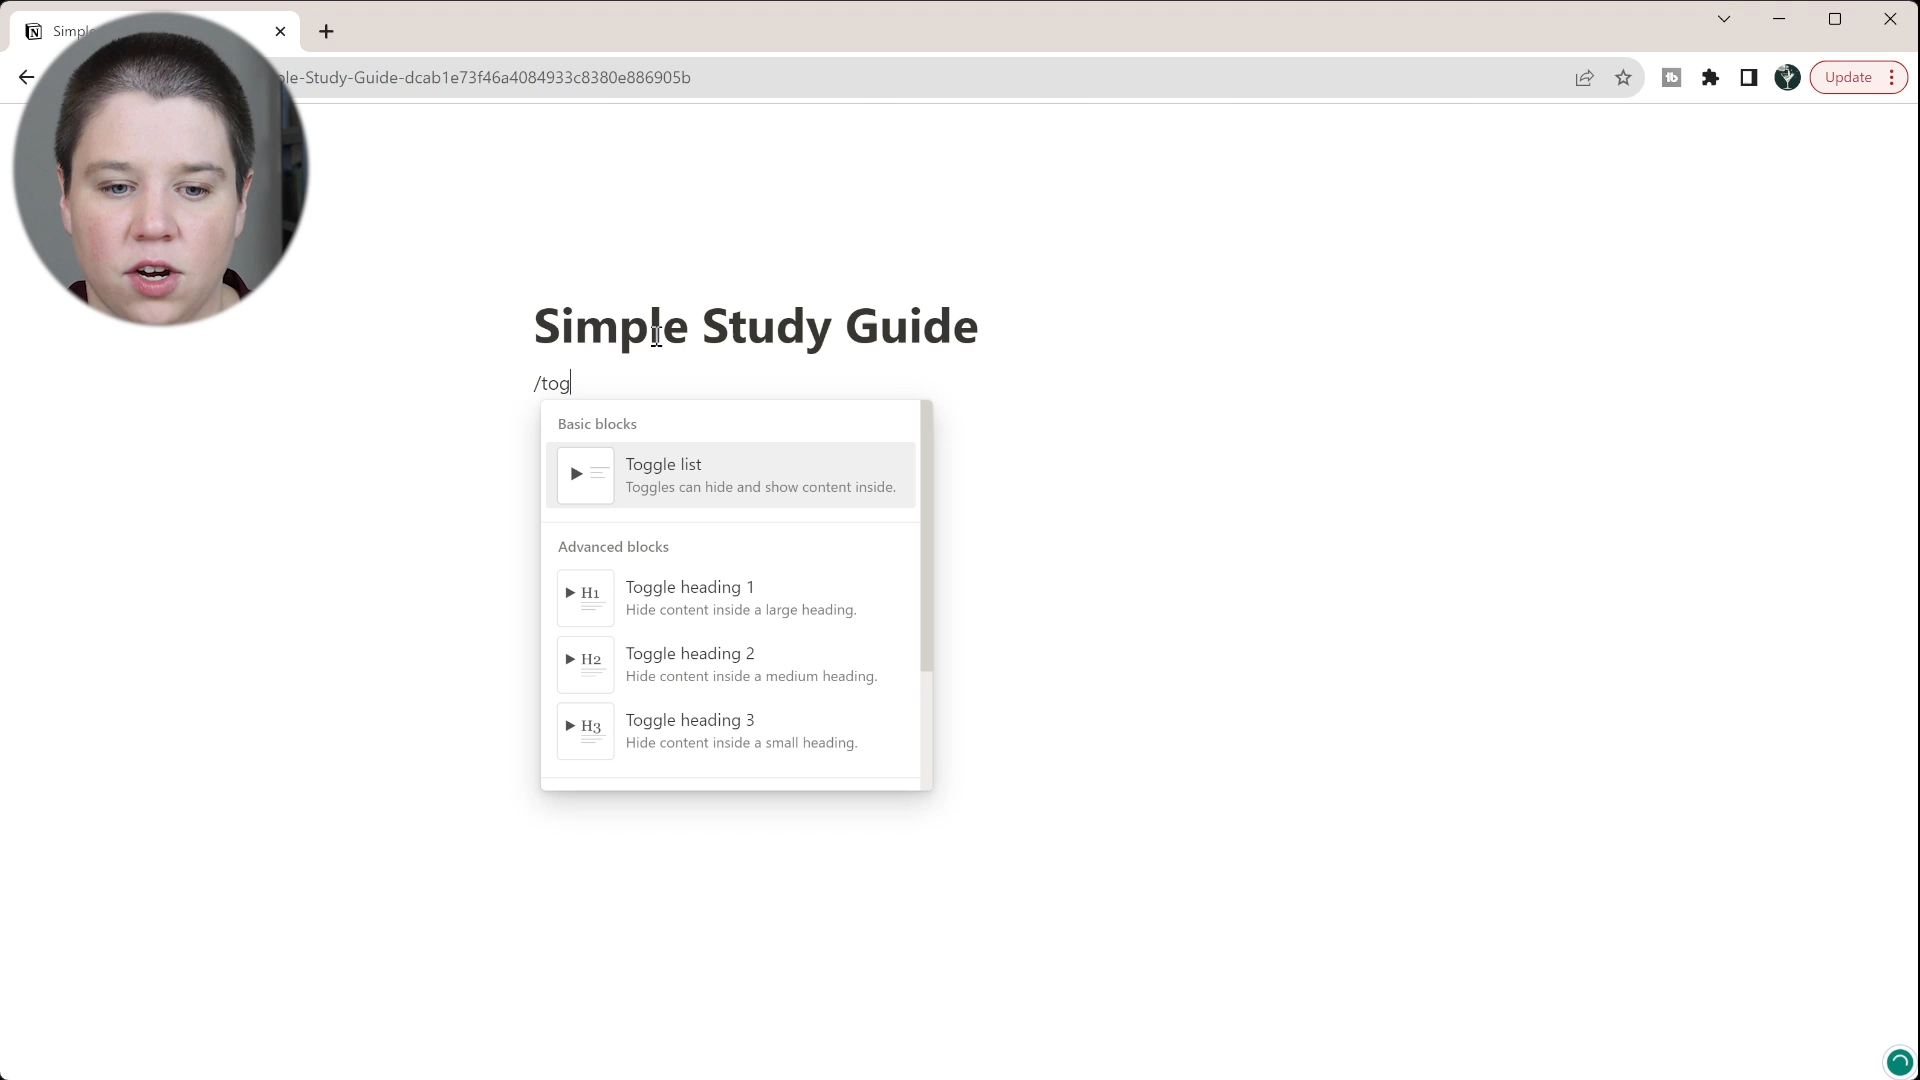 Simple
ple-Study-Guide-dcab1e73f46a4084933c8380e886905b
Update
Simple Study Guide
/tog
Basic blocks
Toggle list
Toggles can hide and show content inside.
Advanced blocks
H1
Toggle heading 1
Hide content inside a large heading.
H2
Toggle heading 2
Hide content inside a medium heading.
H3
Toggle heading 3
Hide content inside a small heading.